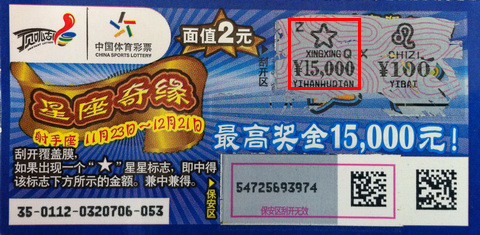 顶呱刮
中国体育彩票
CHINA SPORTS LOTTERY
面值2元
Z
Q
XINGXING
¥15,000
YIWANWUQIAN
X
CHIZI
¥100
YIBAI
刮开区
星座奇缘
射手座 11月23日～12月21日
最高奖金15,000元！
刮开覆盖膜，
如果出现一个“★”星星标志，即中得
该标志下方所示的金额。兼中兼得。
35-0112-0320706-053
保安区
54725693974
保安区刮开无效